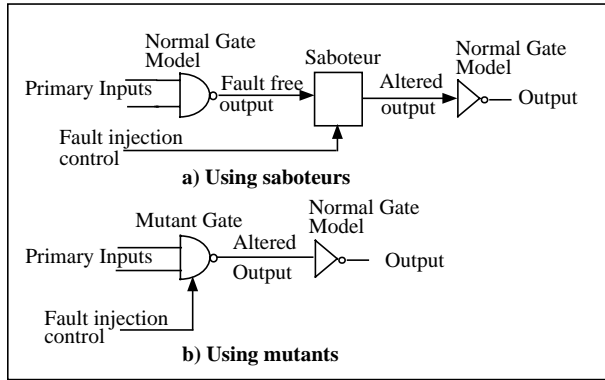 Normal Gate
Model
Saboteur
Normal Gate
Model
Primary Inputs
Fault free
output
Altered
output
Output
Fault injection
control
a) Using saboteurs
Mutant Gate
Normal Gate
Model
Primary Inputs
Altered
Output
Output
Fault injection
control
b) Using mutants